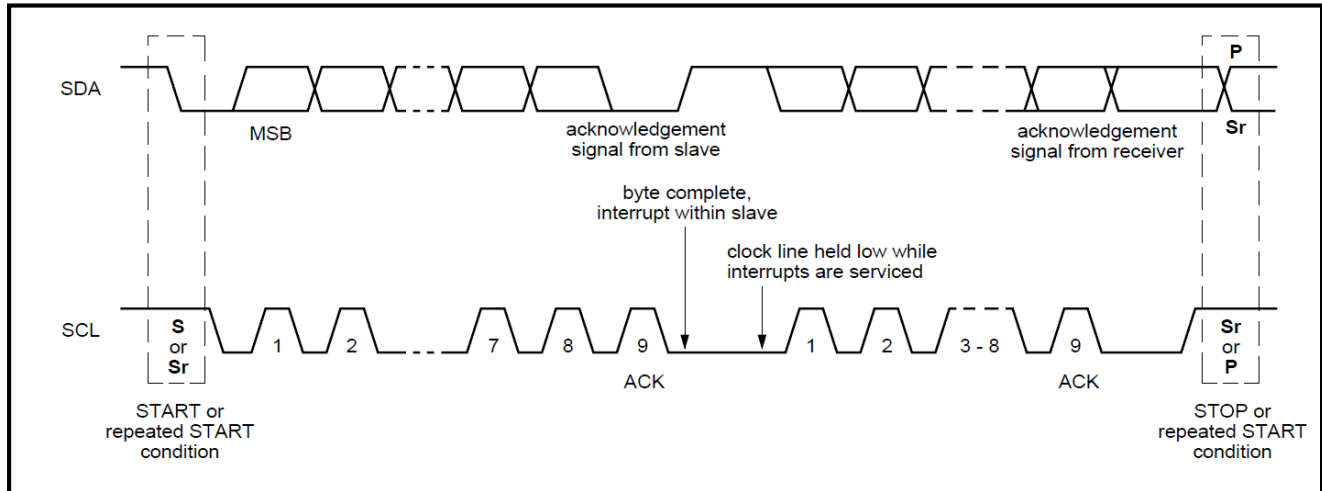 SDA
P
Sr
MSB
acknowledgement
signal from slave
acknowledgement
signal from receiver
byte complete,
interrupt within slave
clock line held low while
interrupts are serviced
SCL
S
or
Sr
1
2
7
8
9
1
2
3 - 8
9
Sr
or
P
ACK
ACK
START or
repeated START
condition
STOP or
repeated START
condition